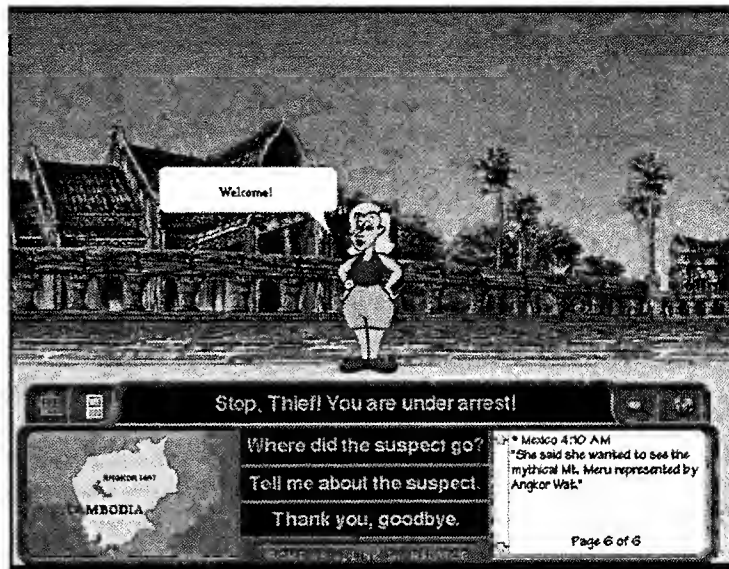 Welcome!
Stop, Thief! You are under arrest!
Where did the suspect go?
Tell me about the suspect.
Thank you, goodbye.
CAMBODIA
* Mexico 4:10 AM
"She said she wanted to see the
mythical Mt. Meru represented by
Angkor Wat."
Page 6 of 6